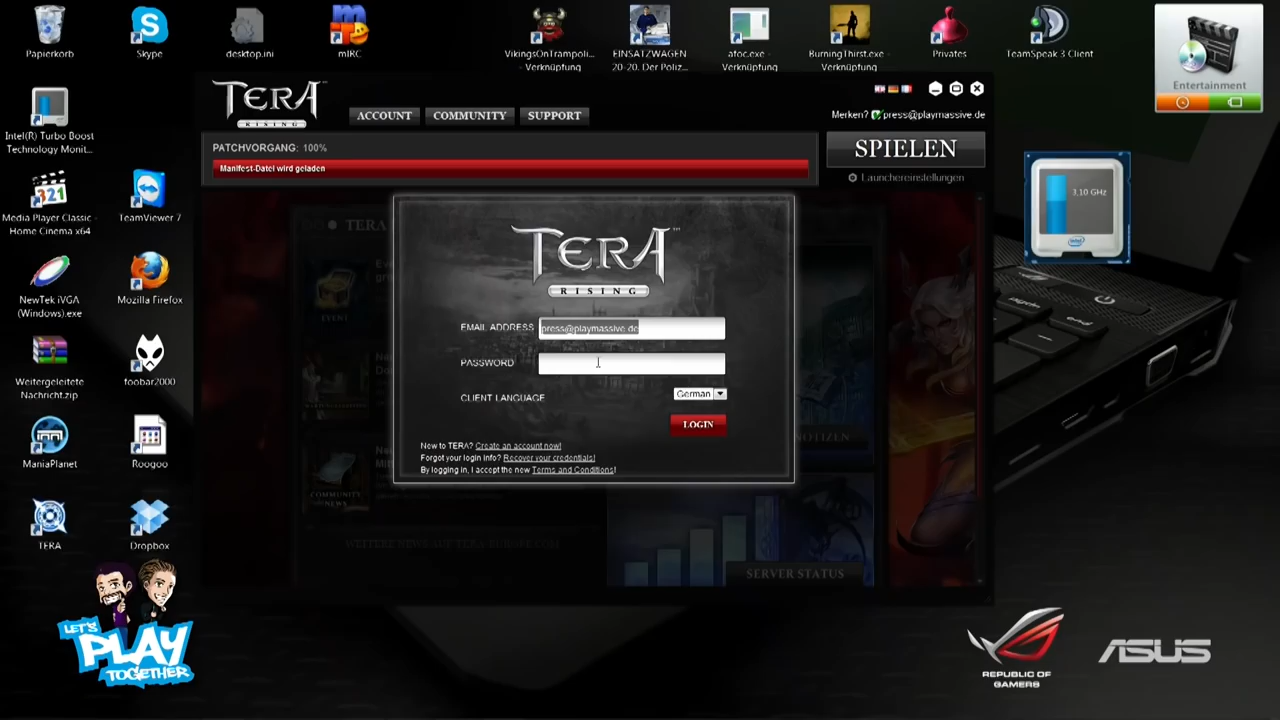 Papierkorb
Skype
desktop.ini
mIRC
VikingsOnTrampoli...
- Verknüpfung
EINSATZWAGEN
20-20. Der Poliz...
afoc.exe -
Verknüpfung
BurningThirst.exe -
Verknüpfung
Privates
TeamSpeak 3 Client
Entertainment
Intel(R) Turbo Boost
Technology Monit...
Media Player Classic -
Home Cinema x64
TeamViewer 7
NewTek iVGA
(Windows).exe
Mozilla Firefox
Weitergeleitete
Nachricht.zip
foobar2000
ManiaPlanet
Roogoo
TERA
Dropbox
LET'S
PLAY
TOGETHER
TERA
RISING
ACCOUNT
COMMUNITY
SUPPORT
Merken? press@playmassive.de
PATCHVORGANG: 100%
Manifest-Datei wird geladen
SPIELEN
Launchereinstellungen
TERA
EVENT
COMMUNITY
NEWS
TERA
RISING
EMAIL ADDRESS press@playmassive.de
PASSWORD
CLIENT LANGUAGE German
LOGIN
New to TERA? Create an account now!
Forgot your login info? Recover your credentials!
By logging in, I accept the new Terms and Conditions!
SERVER STATUS
3,10 GHz
intel
REPUBLIC OF
GAMERS
ASUS